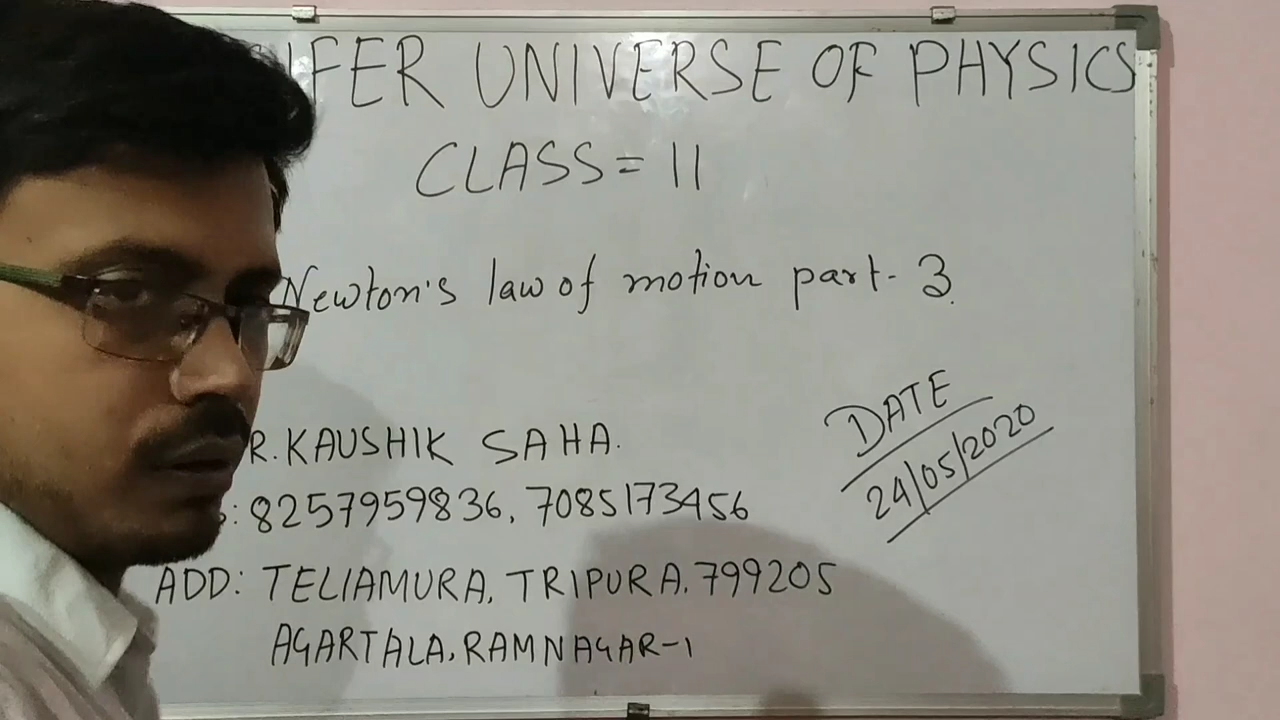 UNIVERSE OF PHYSICS
CLASS = 11
Newton's law of motion part - 3
R. KAUSHIK SAHA.
: 8257959836, 7085173456
ADD: TELIAMURA, TRIPURA. 799205
AGARTALA, RAMNAGAR-1
DATE
24/05/2020